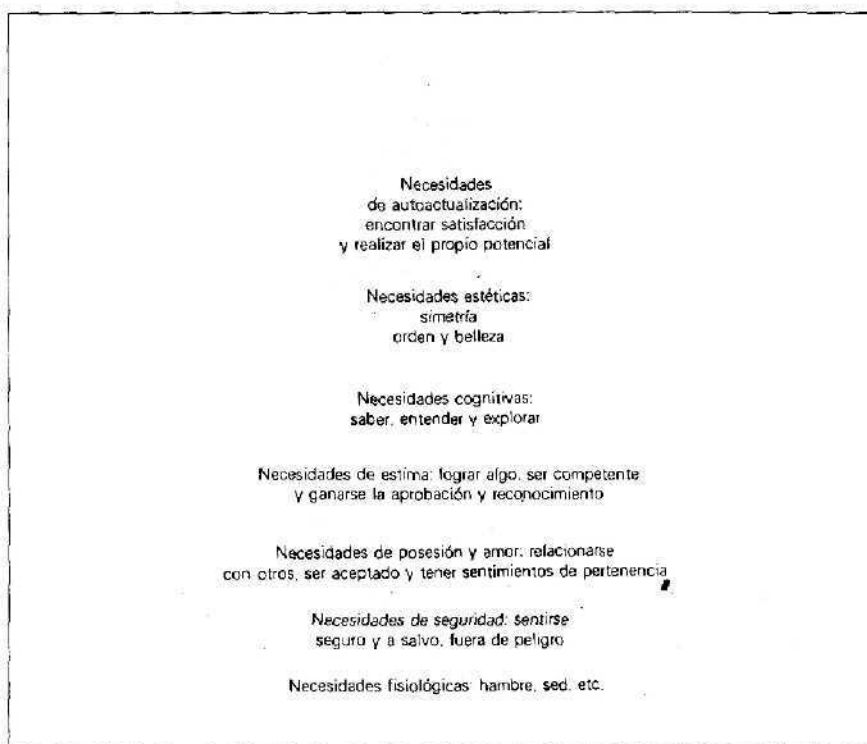 Necesidades
de autoactualización:
encontrar satisfacción
y realizar el propio potencial
Necesidades estéticas:
simetría
orden y belleza
Necesidades cognitivas:
saber, entender y explorar
Necesidades de estima: lograr algo, ser competente
y ganarse la aprobación y reconocimiento
Necesidades de posesión y amor: relacionarse
con otros, ser aceptado y tener sentimientos de pertenencia
Necesidades de seguridad: sentirse
seguro y a salvo, fuera de peligro
Necesidades fisiológicas: hambre, sed, etc.